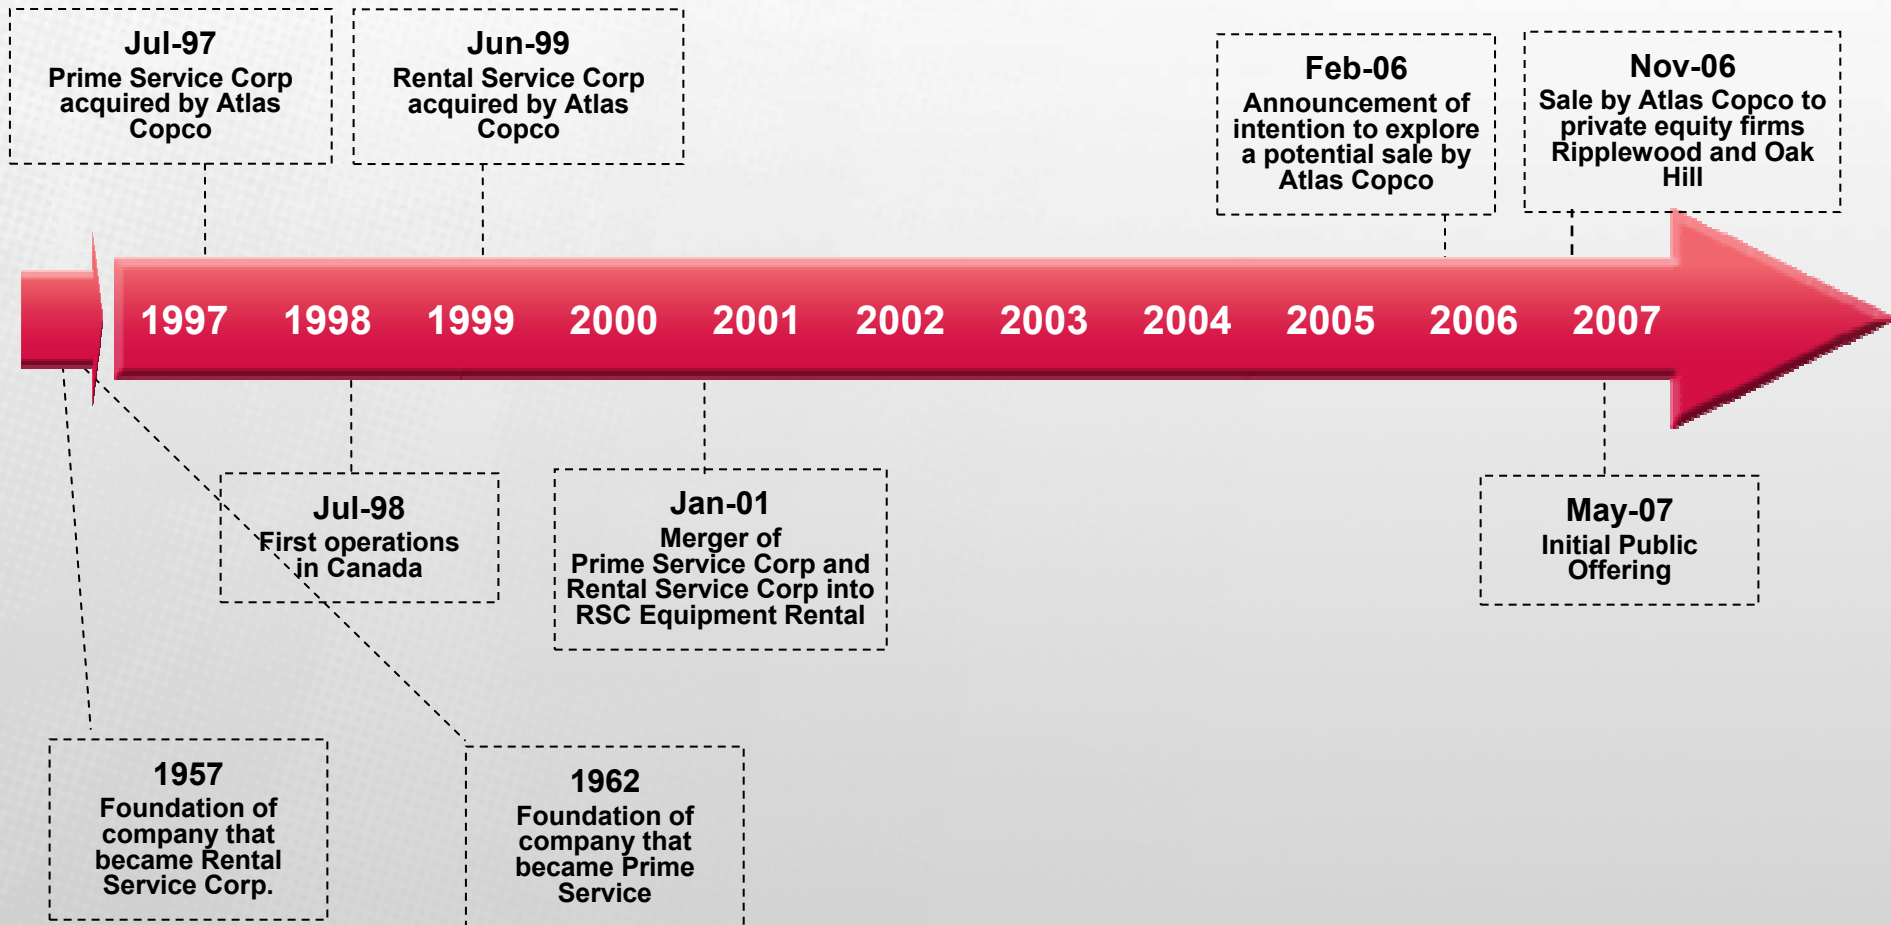 Jul-97
Prime Service Corp
acquired by Atlas
Copco
Jun-99
Rental Service Corp
acquired by Atlas
Copco
Feb-06
Announcement of
intention to explore
a potential sale by
Atlas Copco
Nov-06
Sale by Atlas Copco to
private equity firms
Ripplewood and Oak
Hill
1997 1998 1999 2000 2001 2002 2003 2004 2005 2006 2007
Jul-98
First operations
in Canada
Jan-01
Merger of
Prime Service Corp and
Rental Service Corp into
RSC Equipment Rental
May-07
Initial Public
Offering
1957
Foundation of
company that
became Rental
Service Corp.
1962
Foundation of
company that
became Prime
Service